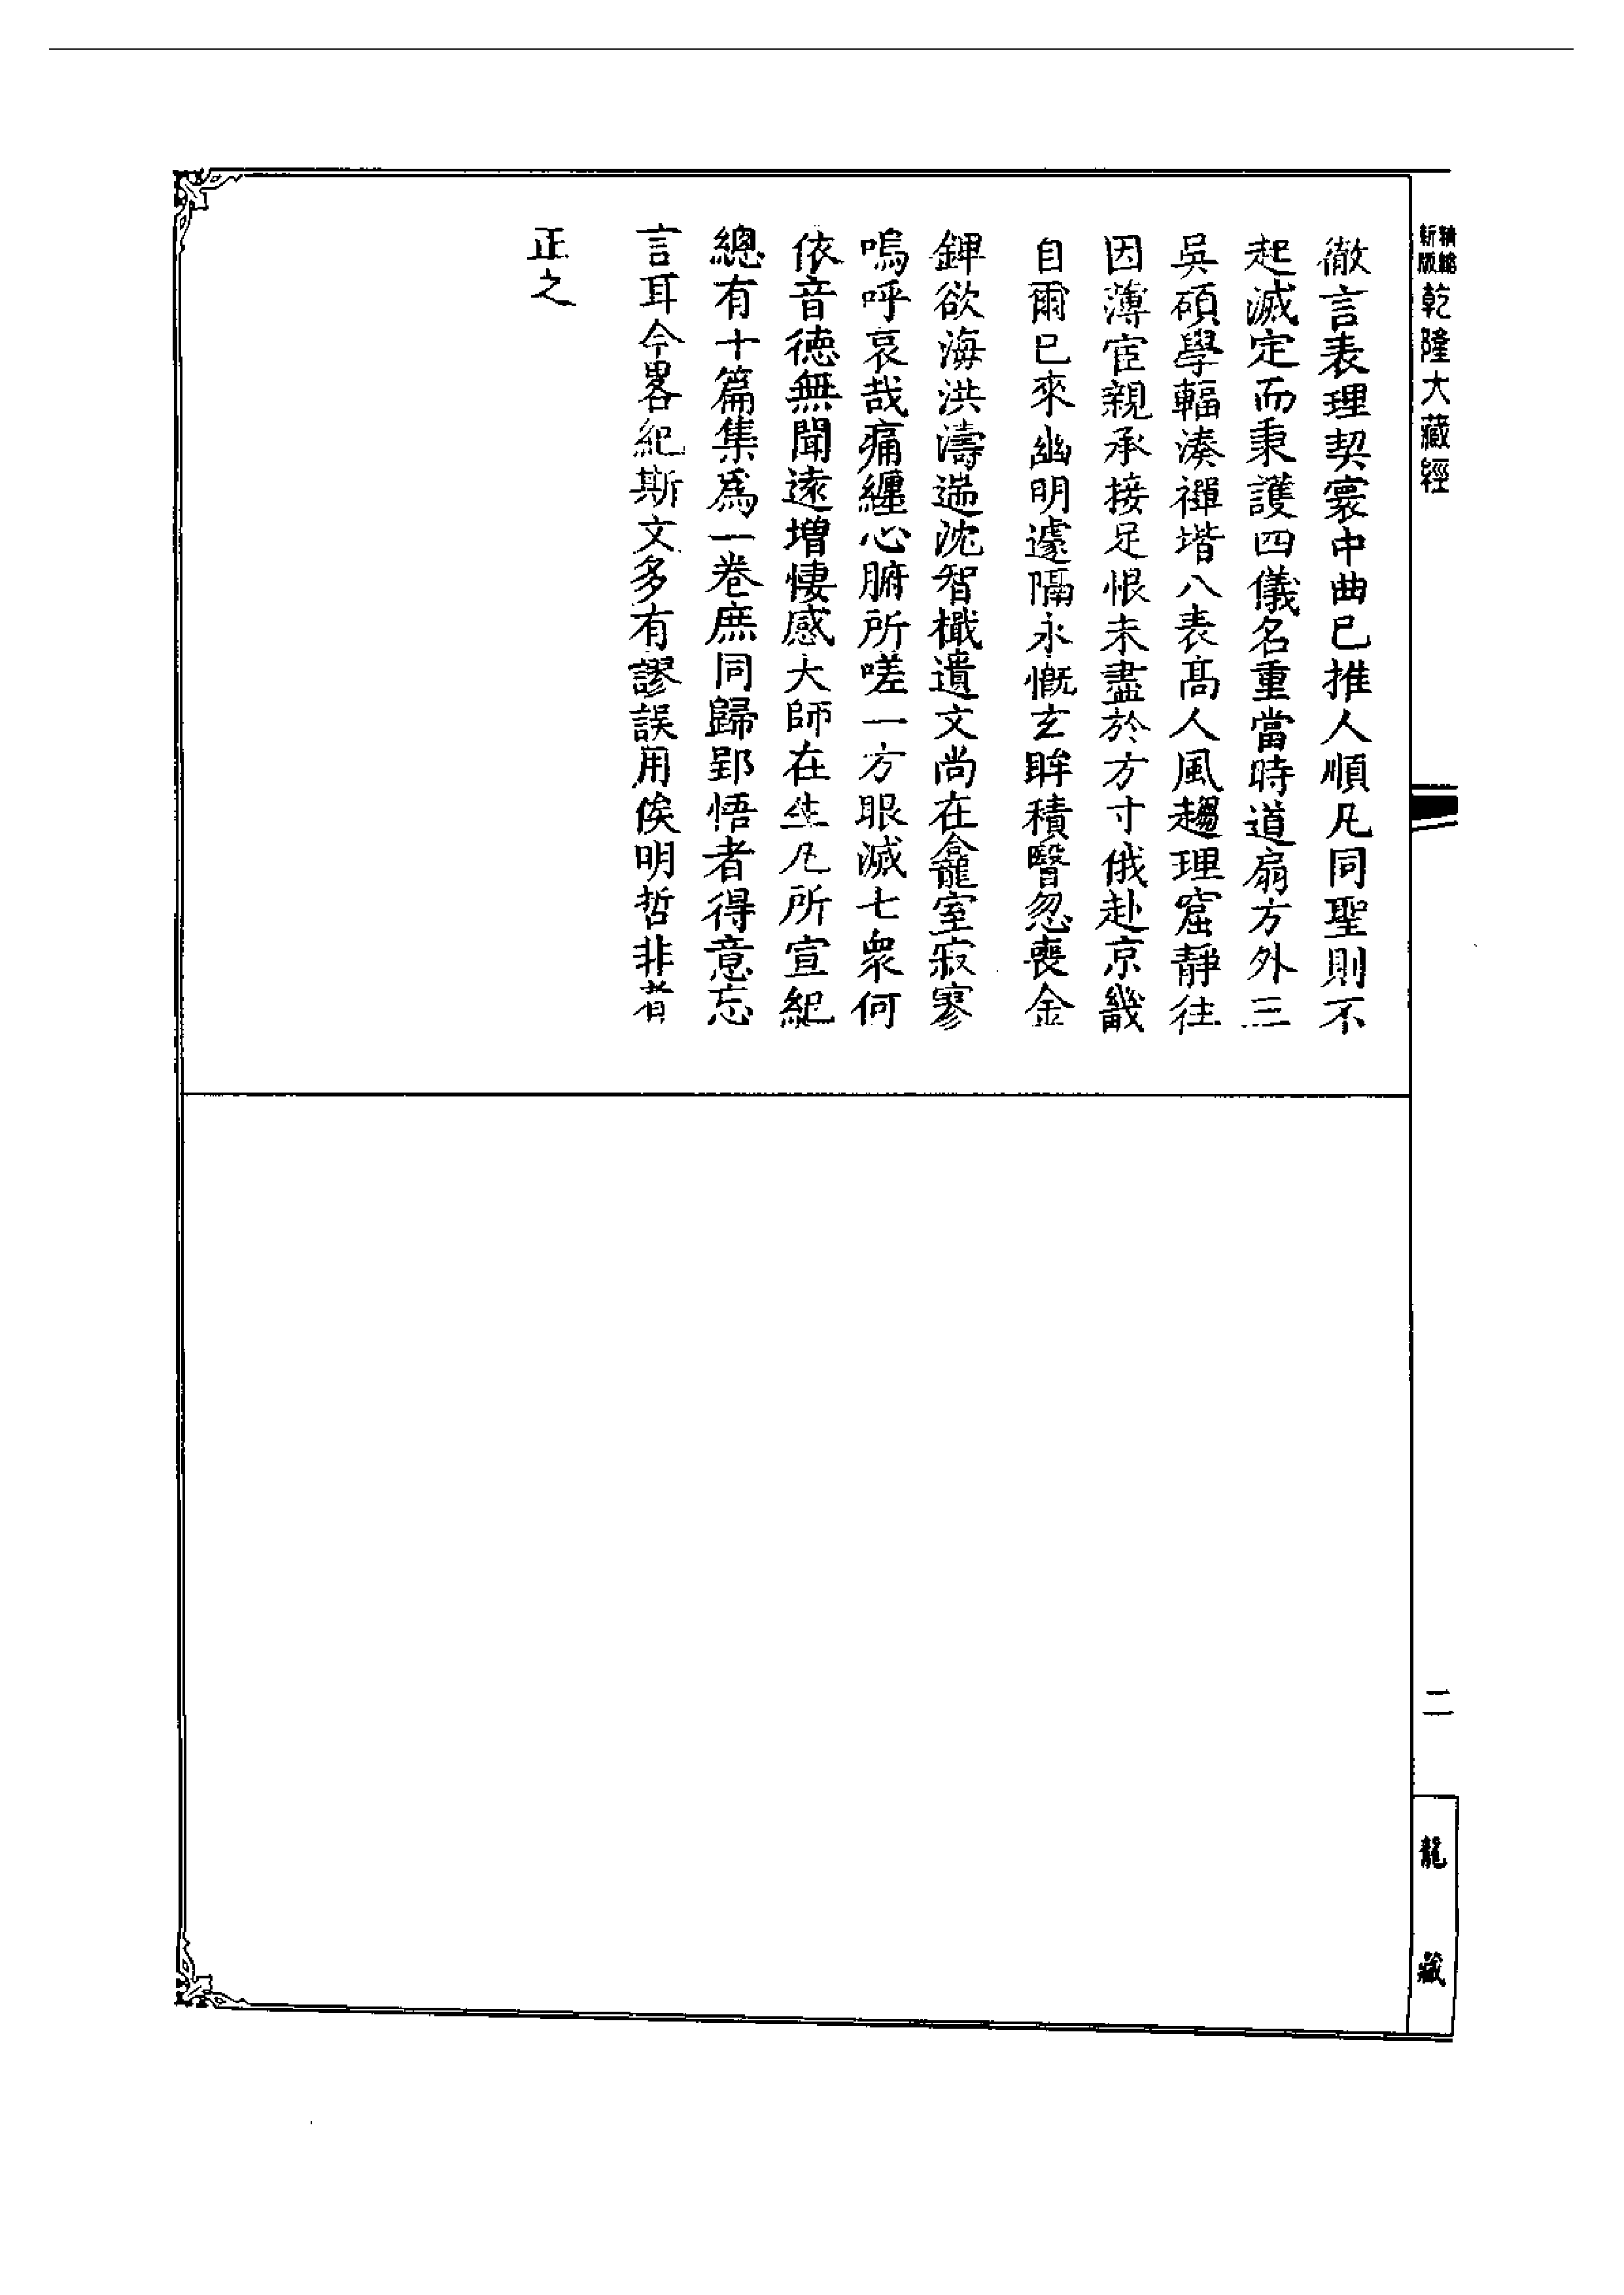 精縮新版乾隆大藏經
徹言表理契寰中曲已推人順凡同聖則不
起滅定而秉護四儀名重當時道扇方外三
吳碩學輻湊禪堦八表高人風趨理窟靜往
因薄宦親承接足恨未盡於方寸俄赴京畿
自爾已來幽明遽隔永慨玄眸積瞖忽喪金
錍欲海洪濤遄沈智檝遺文尚在龕室寂寥
嗚呼哀哉痛纏心腑所嗟一方眼滅七衆何
依音徳無聞遠增悽感大師在生凡所宣紀
總有十篇集爲一卷庶同歸郢悟者得意忘
言耳今畧紀斯文多有謬誤用俟明哲非者
正之
二
龍藏